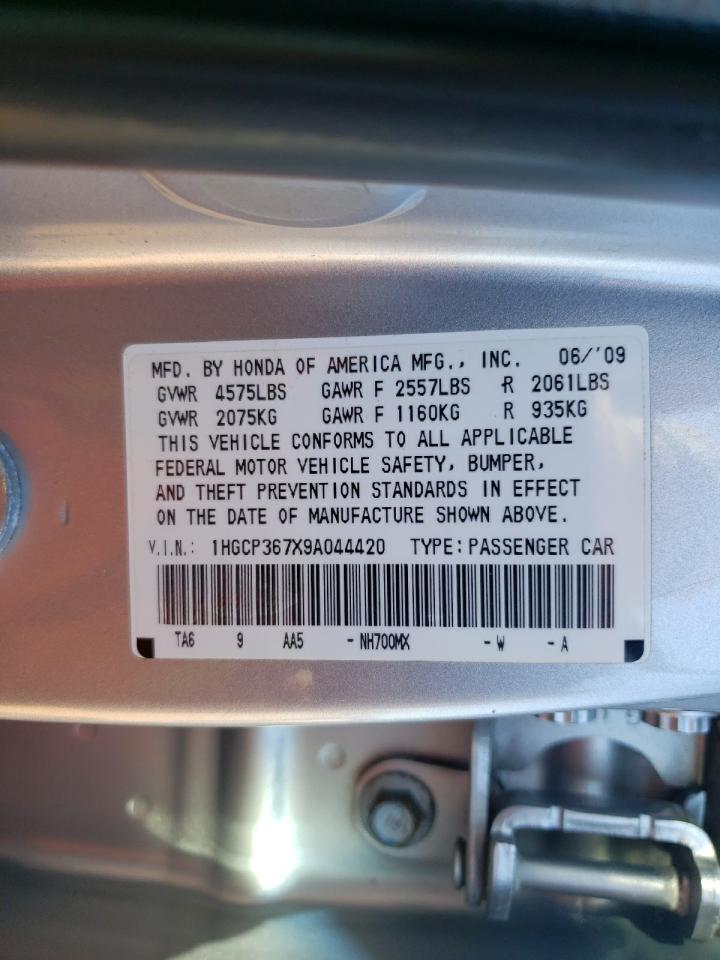 MFD. BY HONDA OF AMERICA MFG., INC. 06/'09
GVWR 4575LBS GAWR F 2557LBS R 2061LBS
GVWR 2075KG GAWR F 1160KG R 935KG
THIS VEHICLE CONFORMS TO ALL APPLICABLE
FEDERAL MOTOR VEHICLE SAFETY, BUMPER,
AND THEFT PREVENTION STANDARDS IN EFFECT
ON THE DATE OF MANUFACTURE SHOWN ABOVE.
V.I.N.: 1HGCP367X9A044420 TYPE: PASSENGER CAR
TA6 9 AA5 - NH700MX - W - A